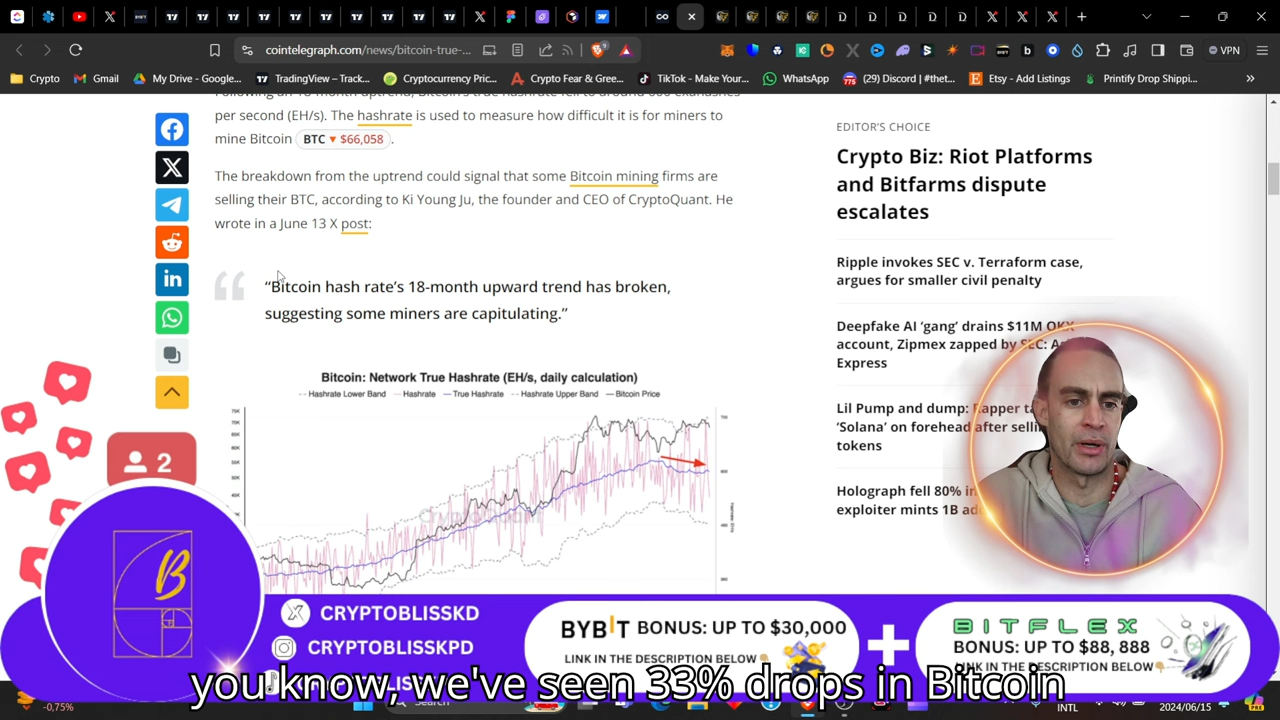 cointelegraph.com/news/bitcoin-true-...
9
VPN
Crypto
Gmail
My Drive - Google...
TradingView – Track...
Cryptocurrency Pric...
Crypto Fear & Gree...
TikTok - Make Your...
WhatsApp
(29) Discord | #thet...
Etsy - Add Listings
Printify Drop Shippi...
per second (EH/s). The hashrate is used to measure how difficult it is for miners to
mine Bitcoin BTC ▼ $66,058 .
The breakdown from the uptrend could signal that some Bitcoin mining firms are
selling their BTC, according to Ki Young Ju, the founder and CEO of CryptoQuant. He
wrote in a June 13 X post:
“Bitcoin hash rate’s 18-month upward trend has broken,
suggesting some miners are capitulating.”
Bitcoin: Network True Hashrate (EH/s, daily calculation)
Hashrate Lower Band Hashrate True Hashrate Hashrate Upper Band Bitcoin Price
EDITOR’S CHOICE
Crypto Biz: Riot Platforms
and Bitfarms dispute
escalates
Ripple invokes SEC v. Terraform case,
argues for smaller civil penalty
Deepfake AI ‘gang’ drains $11M OKX
account, Zipmex zapped by SEC:
Express
Lil Pump and dump: Rapper
‘Solana’ on forehead after
tokens
Holograph fell 80%
exploiter mints 1B
2
B
CRYPTOBLISSKD
CRYPTOBLISSKPD
BYBIT BONUS: UP TO $30,000
LINK IN THE DESCRIPTION BELOW
+
BITFLEX
BONUS: UP TO $88, 888
LINK IN THE DESCRIPTION BELOW
you know, we've seen 33% drops in Bitcoin
-0,75%
Search
INTL
2024/06/15